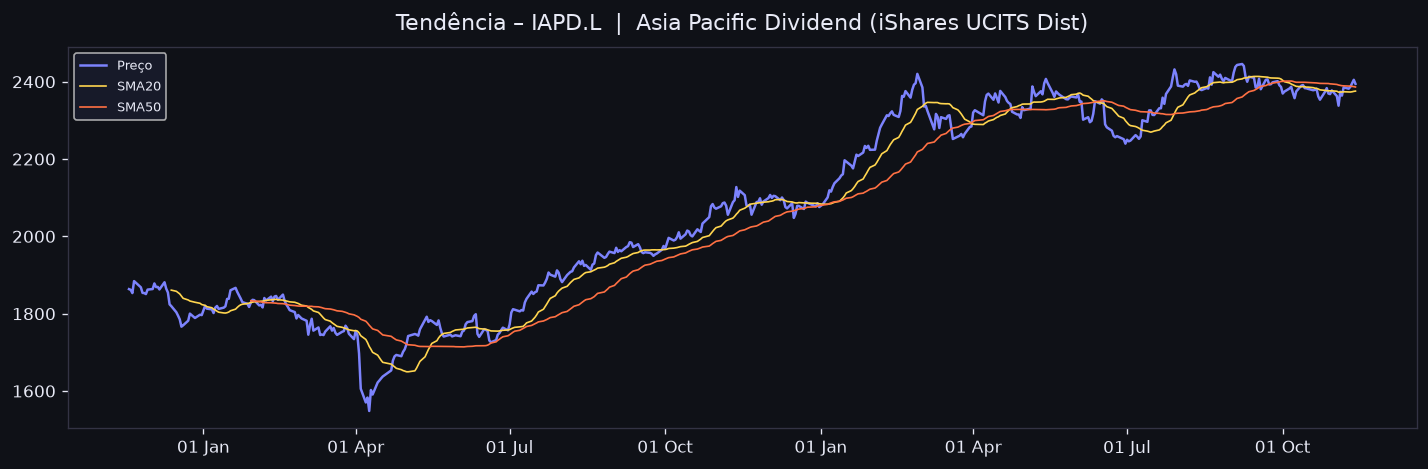 Tendência – IAPD.L | Asia Pacific Dividend (iShares UCITS Dist)
Preço
SMA20
SMA50
2400
2200
2000
1800
1600
01 Jan 01 Apr 01 Jul 01 Oct 01 Jan 01 Apr 01 Jul 01 Oct